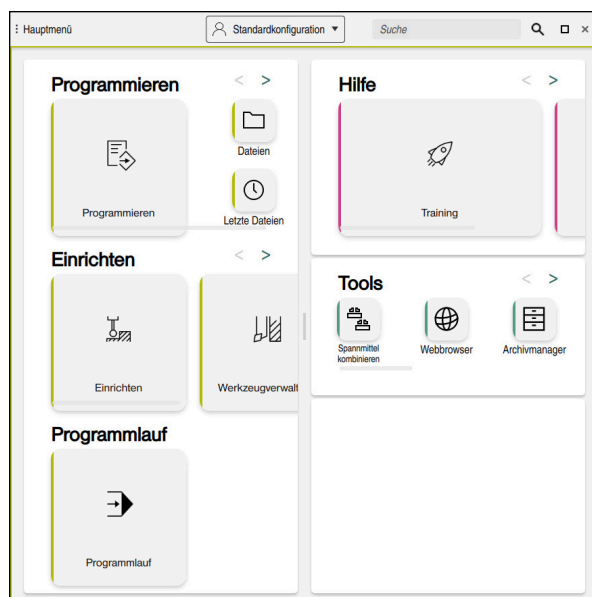 Hauptmenü
Standardkonfiguration
Suche
Programmieren
Programmieren
Dateien
Letzte Dateien
Einrichten
Einrichten
Werkzeugverwalt
Programmlauf
Programmlauf
Hilfe
Training
Tools
Spannmittel
kombinieren
Webbrowser
Archivmanager